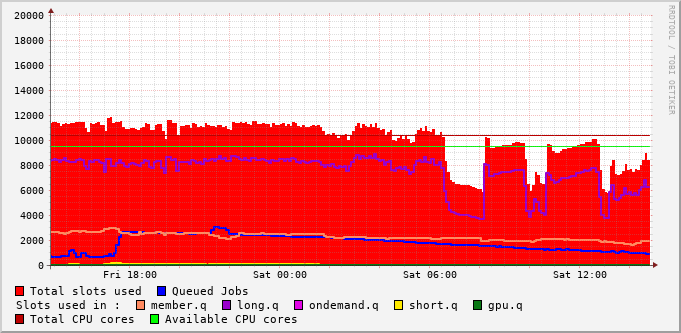 20000
18000
16000
14000
12000
10000
8000
6000
4000
2000
0
Fri 18:00 Sat 00:00 Sat 06:00 Sat 12:00
Total slots used Queued Jobs
Slots used in : member.q long.q ondemand.q short.q gpu.q
Total CPU cores Available CPU cores
RRDTOOL / TOBI OETIKER